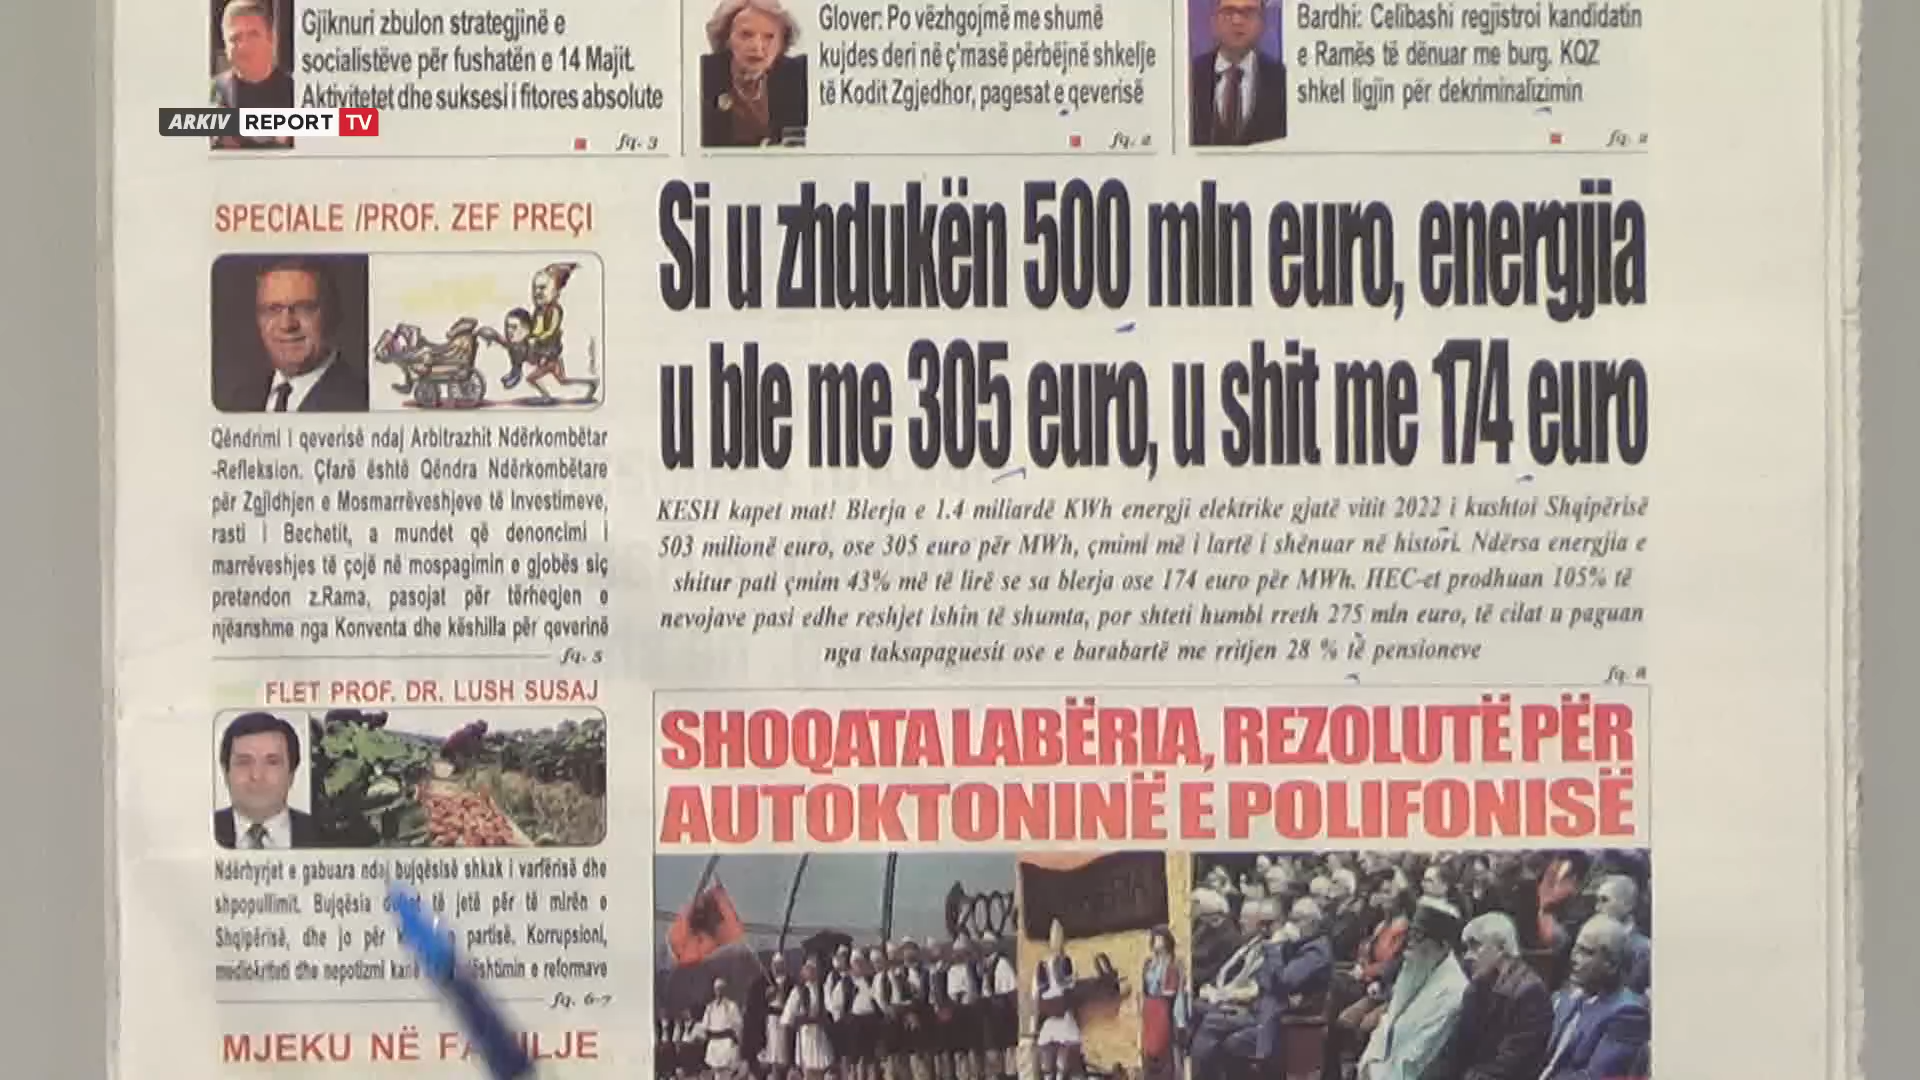 Gjiknuri zbulon strategjinë e
socialistëve për fushatën e 14 Majit.
Aktivitetet dhe suksesi i fitores absolute
fq. 3
Glover: Po vëzhgojmë me shumë
kujdes deri në ç'masë përbëjnë shkelje
të Kodit Zgjedhor, pagesat e qeverisë
fq. 2
Bardhi: Celibashi regjistroi kandidatin
e Ramës të dënuar me burg. KQZ
shkel ligjin për dekriminalizimin
fq. 2
ARKIV REPORT TV
SPECIALE /PROF. ZEF PREÇI
Qëndrimi i qeverisë ndaj Arbitrazhit Ndërkombëtar
-Refleksion. Çfarë është Qëndra Ndërkombëtare
për Zgjidhjen e Mosmarrëveshjeve të Investimeve,
rasti i Bechetit, a mundet që denoncimi i
marrëveshjes të çojë në mospagimin e gjobës siç
pretendon z.Rama, pasojat për tërheqjen e
njëanshme nga Konventa dhe këshilla për qeverinë
fq. 5
FLET PROF. DR. LUSH SUSAJ
Ndërhyrjet e gabuara ndaj bujqësisë shkak i varfërisë dhe
shpopullimit. Bujqësia të jetë për të mirën e
Shqipërisë, dhe jo për partisë. Korrupsioni,
mediokriteti dhe nepotizmi kanë e reformave
fq. 6-7
MJEKU NË FAMILJE
Si u zhdukën 500 mln euro, energjia
u ble me 305 euro, u shit me 174 euro
KESH kapet mat! Blerja e 1.4 miliardë KWh energji elektrike gjatë vitit 2022 i kushtoi Shqipërisë
503 milionë euro, ose 305 euro për MWh, çmimi më i lartë i shënuar në histori. Ndërsa energjia e
shitur pati çmim 43% më të lirë se sa blerja ose 174 euro për MWh. HEC-et prodhuan 105% të
nevojave pasi edhe reshjet ishin të shumta, por shteti humbi rreth 275 mln euro, të cilat u paguan
nga taksapaguesit ose e barabartë me rritjen 28 % të pensioneve
SHOQATA LABËRIA, REZOLUTË PËR
AUTOKTONINË E POLIFONISË